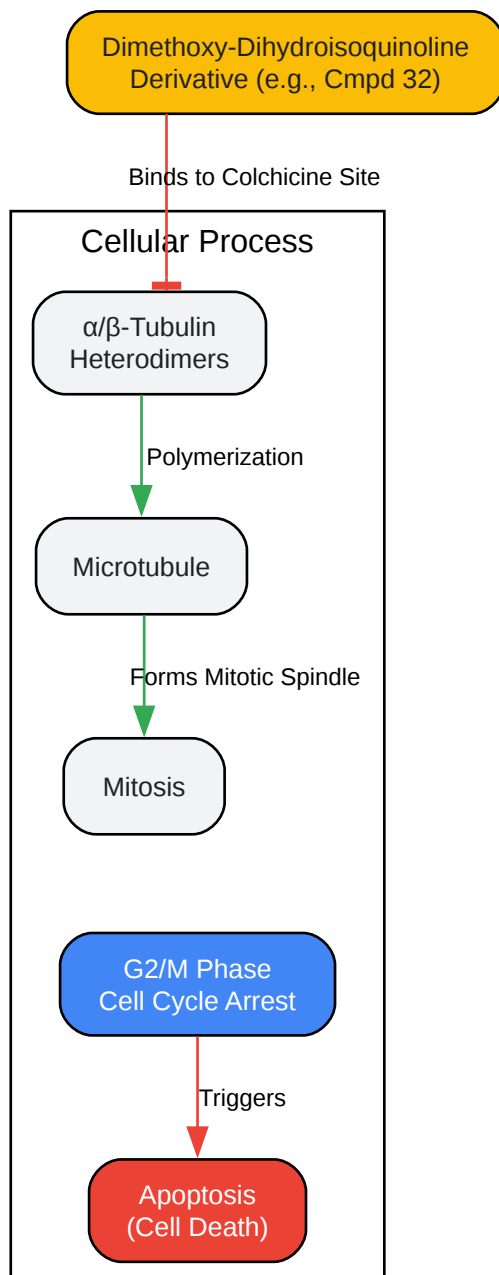 Dimethoxy-Dihydroisoquinoline
Derivative (e.g., Cmpd 32)
Binds to Colchicine Site
Cellular Process
α/β-Tubulin
Heterodimers
Polymerization
Microtubule
Forms Mitotic Spindle
Mitosis
G2/M Phase
Cell Cycle Arrest
Triggers
Apoptosis
(Cell Death)